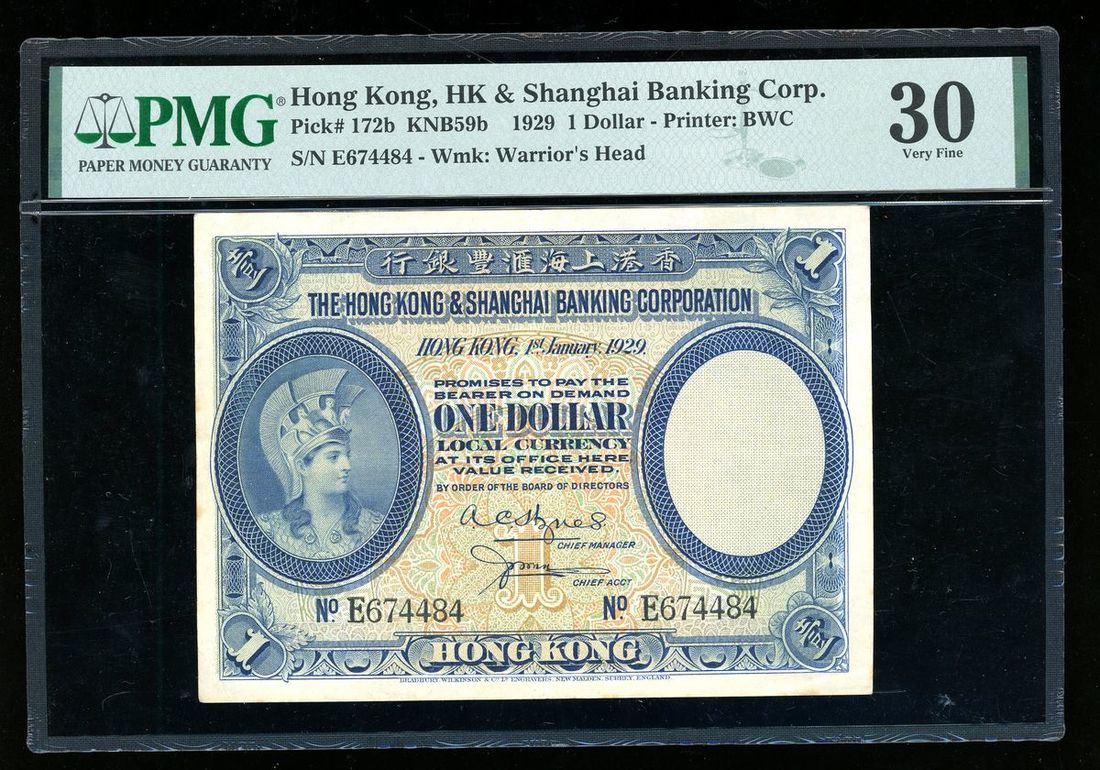 PMG®
PAPER MONEY GUARANTY
Hong Kong, HK & Shanghai Banking Corp.
Pick# 172b KNB59b 1929 1 Dollar - Printer: BWC
S/N E674484 - Wmk: Warrior's Head
30
Very Fine
行銀豐滙海上港香
1
THE HONG KONG & SHANGHAI BANKING CORPORATION
HONG KONG, 1st January, 1929.
PROMISES TO PAY THE
BEARER ON DEMAND
ONE DOLLAR
LOCAL CURRENCY
AT ITS OFFICE HERE
VALUE RECEIVED.
BY ORDER OF THE BOARD OF DIRECTORS
CHIEF MANAGER
CHIEF ACCT
1
No. E674484 No. E674484
1
HONG KONG
BRADBURY, WILKINSON & Co. Ld. ENGRAVERS, NEW MALDEN, SURREY, ENGLAND.